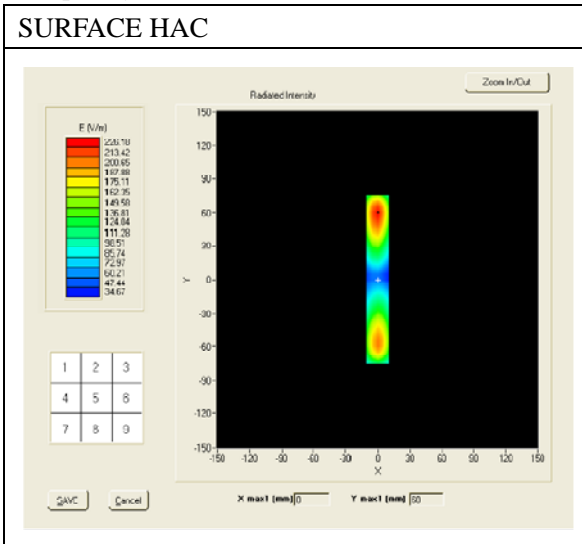 SURFACE HAC
Zoom In/Out
Radiated Intensity
E (V/m)
226.18
213.42
200.65
187.88
175.11
162.35
149.58
136.81
124.04
111.28
98.51
85.74
72.97
60.21
47.44
34.67
150
120
90
60
30
0
-30
-60
-90
-120
-150
Y
-150 -120 -90 -60 -30 0 30 60 90 120 150
X
1 2 3
4 5 6
7 8 9
SAVE Cancel
X max1 (mm) 0 Y max1 (mm) 60